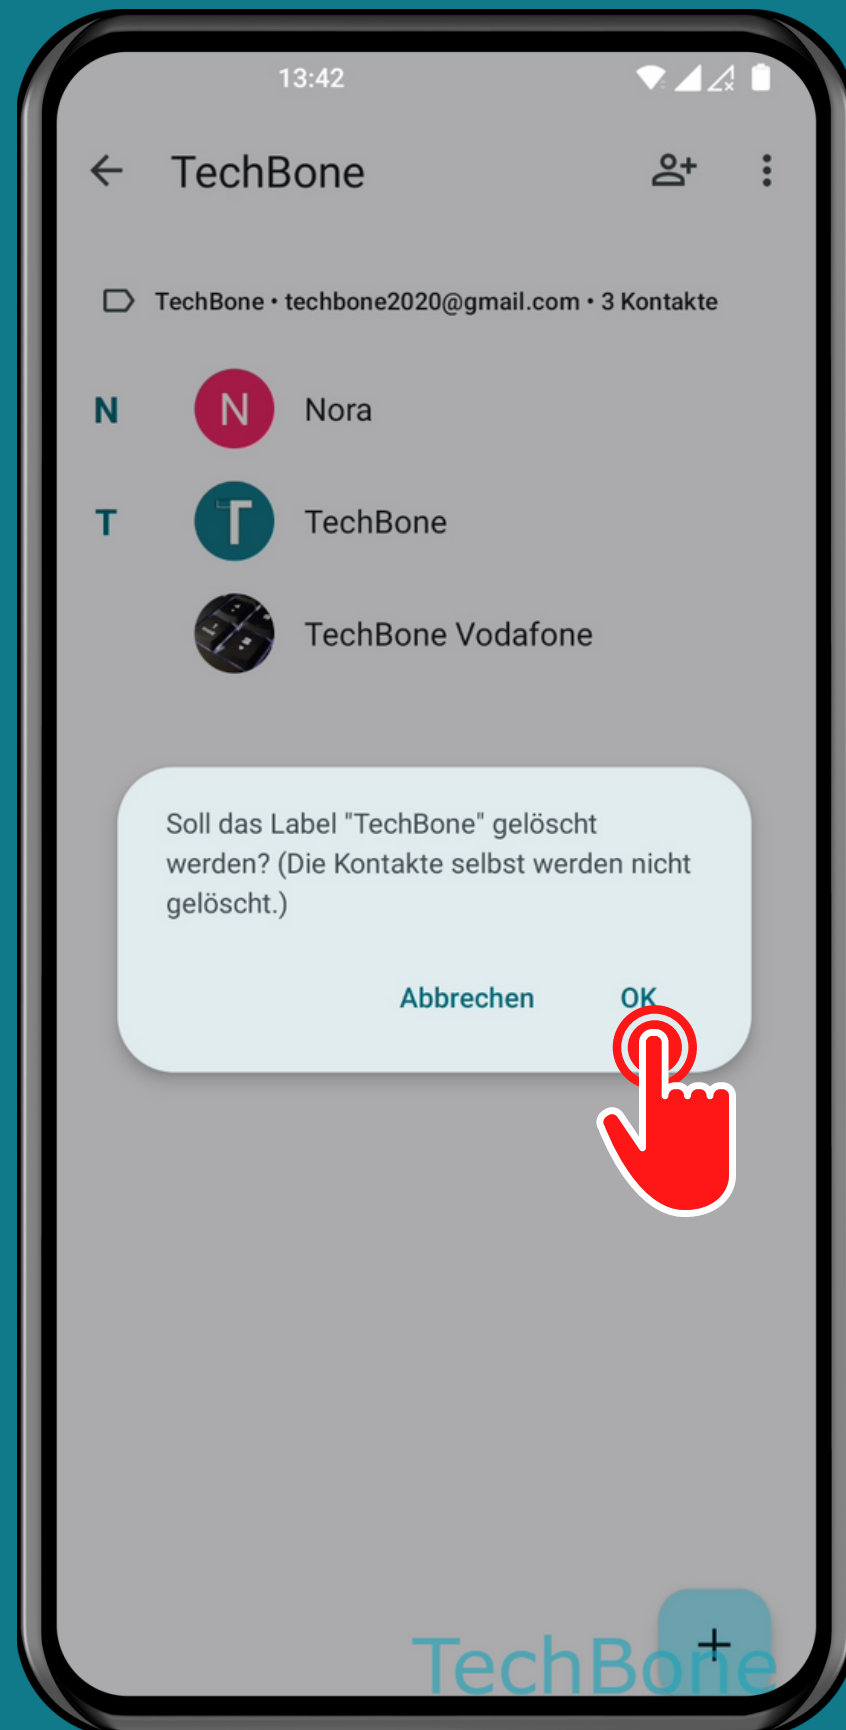 13:42
TechBone
TechBone • techbone2020@gmail.com • 3 Kontakte
N
N
Nora
T
T
TechBone
TechBone Vodafone
Soll das Label "TechBone" gelöscht
werden? (Die Kontakte selbst werden nicht
gelöscht.)
Abbrechen
OK
TechBone